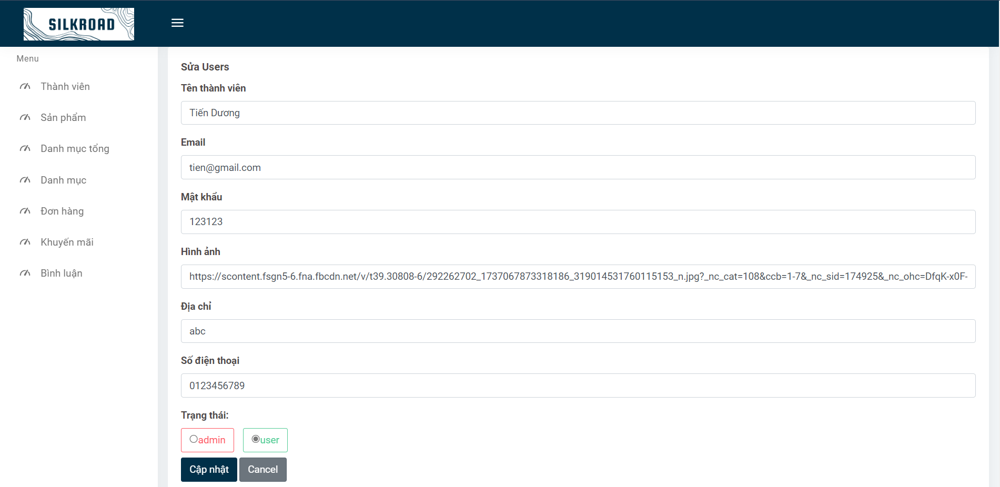 SILKROAD
Menu
Thành viên
Sản phẩm
Danh mục tổng
Danh mục
Đơn hàng
Khuyến mãi
Bình luận
Sửa Users
Tên thành viên
Tiến Dương
Email
tien@gmail.com
Mật khẩu
123123
Hình ảnh
https://scontent.fsgn5-6.fna.fbcdn.net/v/t39.30808-6/292262702_1737067873318186_319014531760115153_n.jpg?_nc_cat=108&ccb=1-7&_nc_sid=174925&_nc_ohc=DfqK-x0F-
Địa chỉ
abc
Số điện thoại
0123456789
Trạng thái:
admin user
Cập nhật Cancel